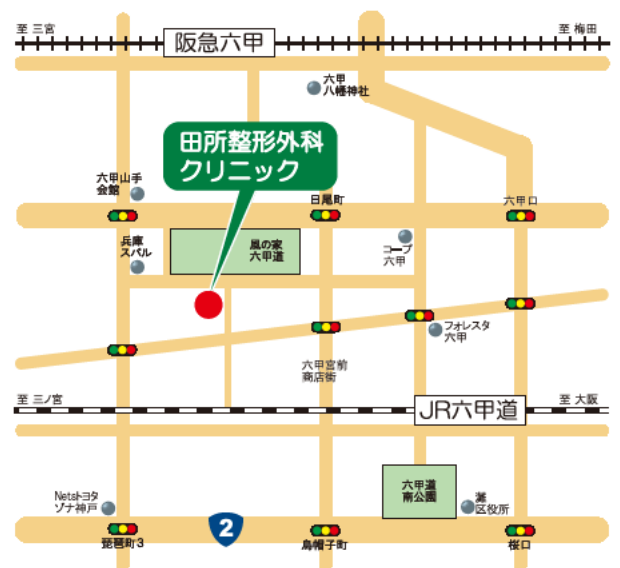 至 三宮
阪急六甲
至 梅田
六甲
八幡神社
田所整形外科
クリニック
六甲山手
会館
日尾町
六甲口
兵庫
スバル
風の家
六甲道
コープ
六甲
フォレスタ
六甲
六甲宮前
商店街
至 三ノ宮
JR六甲道
至 大阪
六甲道
南公園
Netsトヨタ
ゾナ神戸
灘
区役所
2
琵琶町3
烏帽子町
桜口